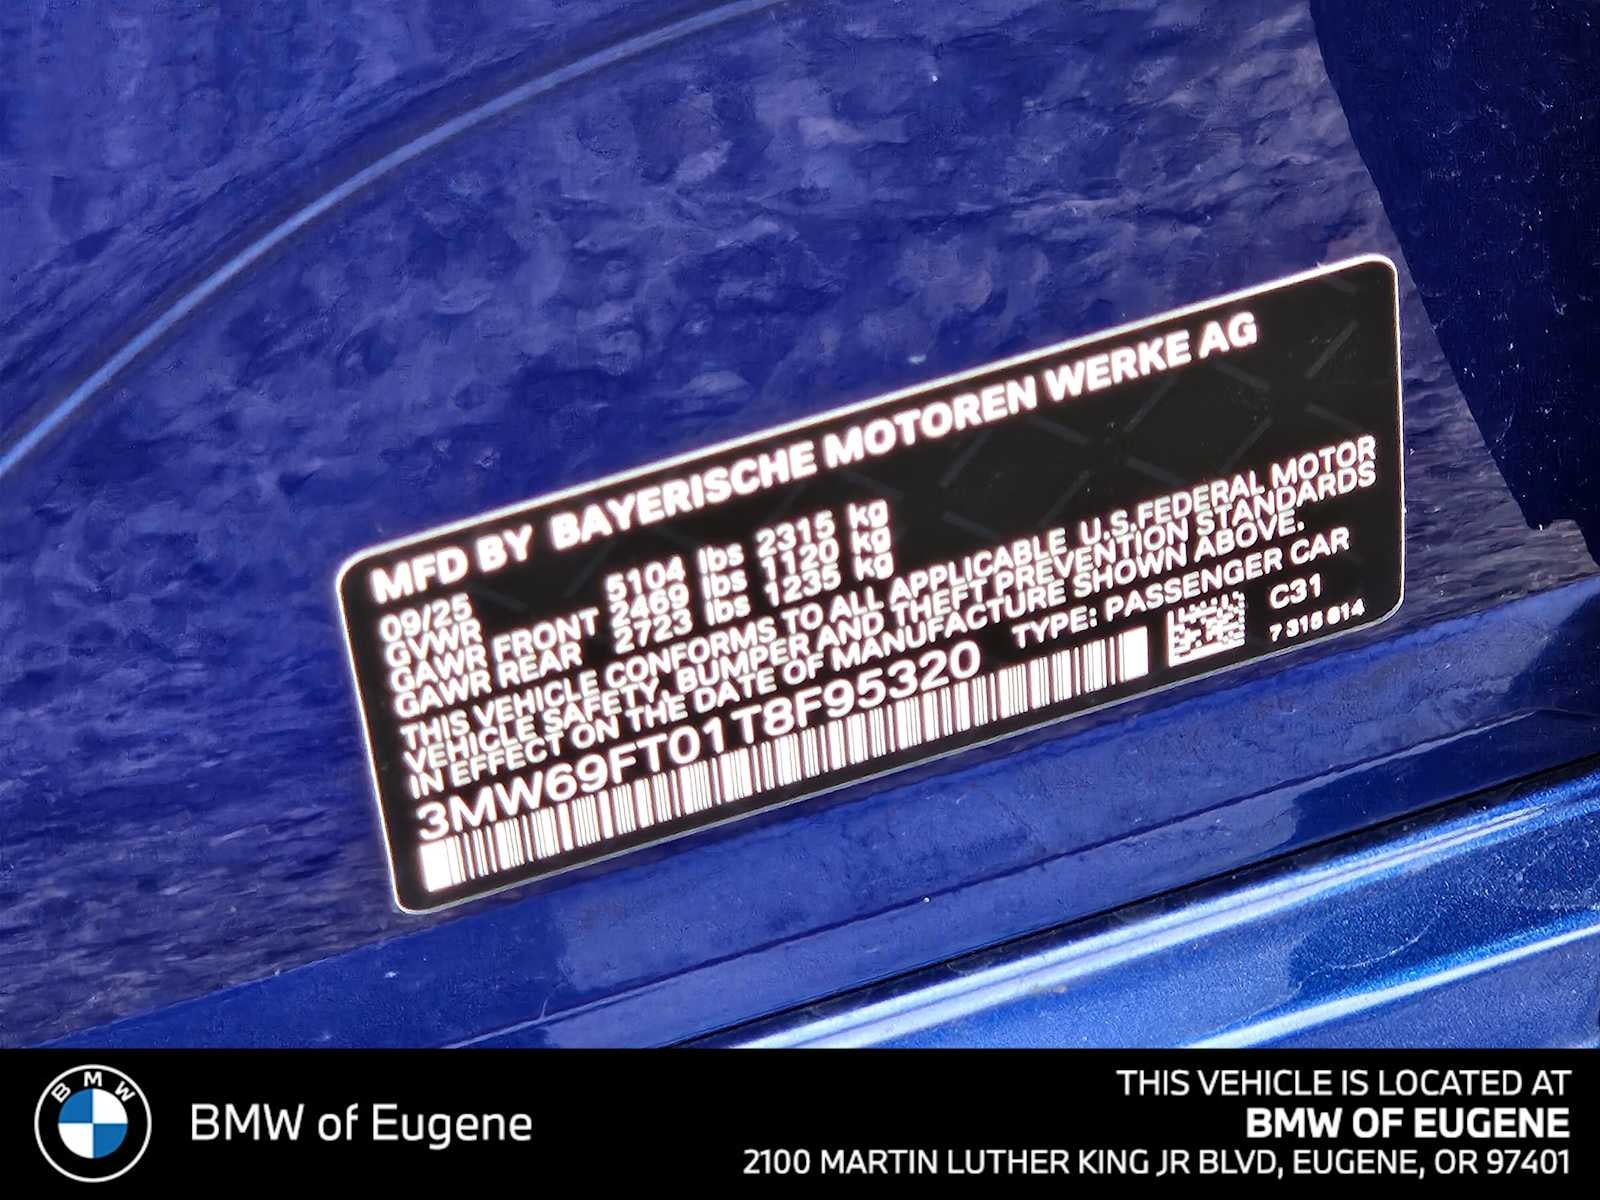 MFD BY BAYERISCHE MOTOREN WERKE AG
09/25
GVWR 5104 lbs 2315 kg
GAWR FRONT 2469 lbs 1120 kg
GAWR REAR 2723 lbs 1235 kg
THIS VEHICLE CONFORMS TO ALL APPLICABLE U.S.FEDERAL MOTOR
VEHICLE SAFETY, BUMPER AND THEFT PREVENTION STANDARDS
IN EFFECT ON THE DATE OF MANUFACTURE SHOWN ABOVE.
3MW69FT01T8F95320 TYPE: PASSENGER CAR
C31
7 316 814
BMW
BMW of Eugene
THIS VEHICLE IS LOCATED AT
BMW OF EUGENE
2100 MARTIN LUTHER KING JR BLVD, EUGENE, OR 97401